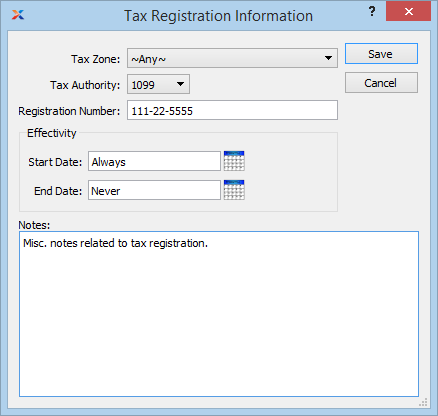 Tax Registration Information
?
Tax Zone: ~Any~
Save
Tax Authority: 1099
Cancel
Registration Number: 111-22-5555
Effectivity
Start Date: Always
End Date: Never
Notes:
Misc. notes related to tax registration.